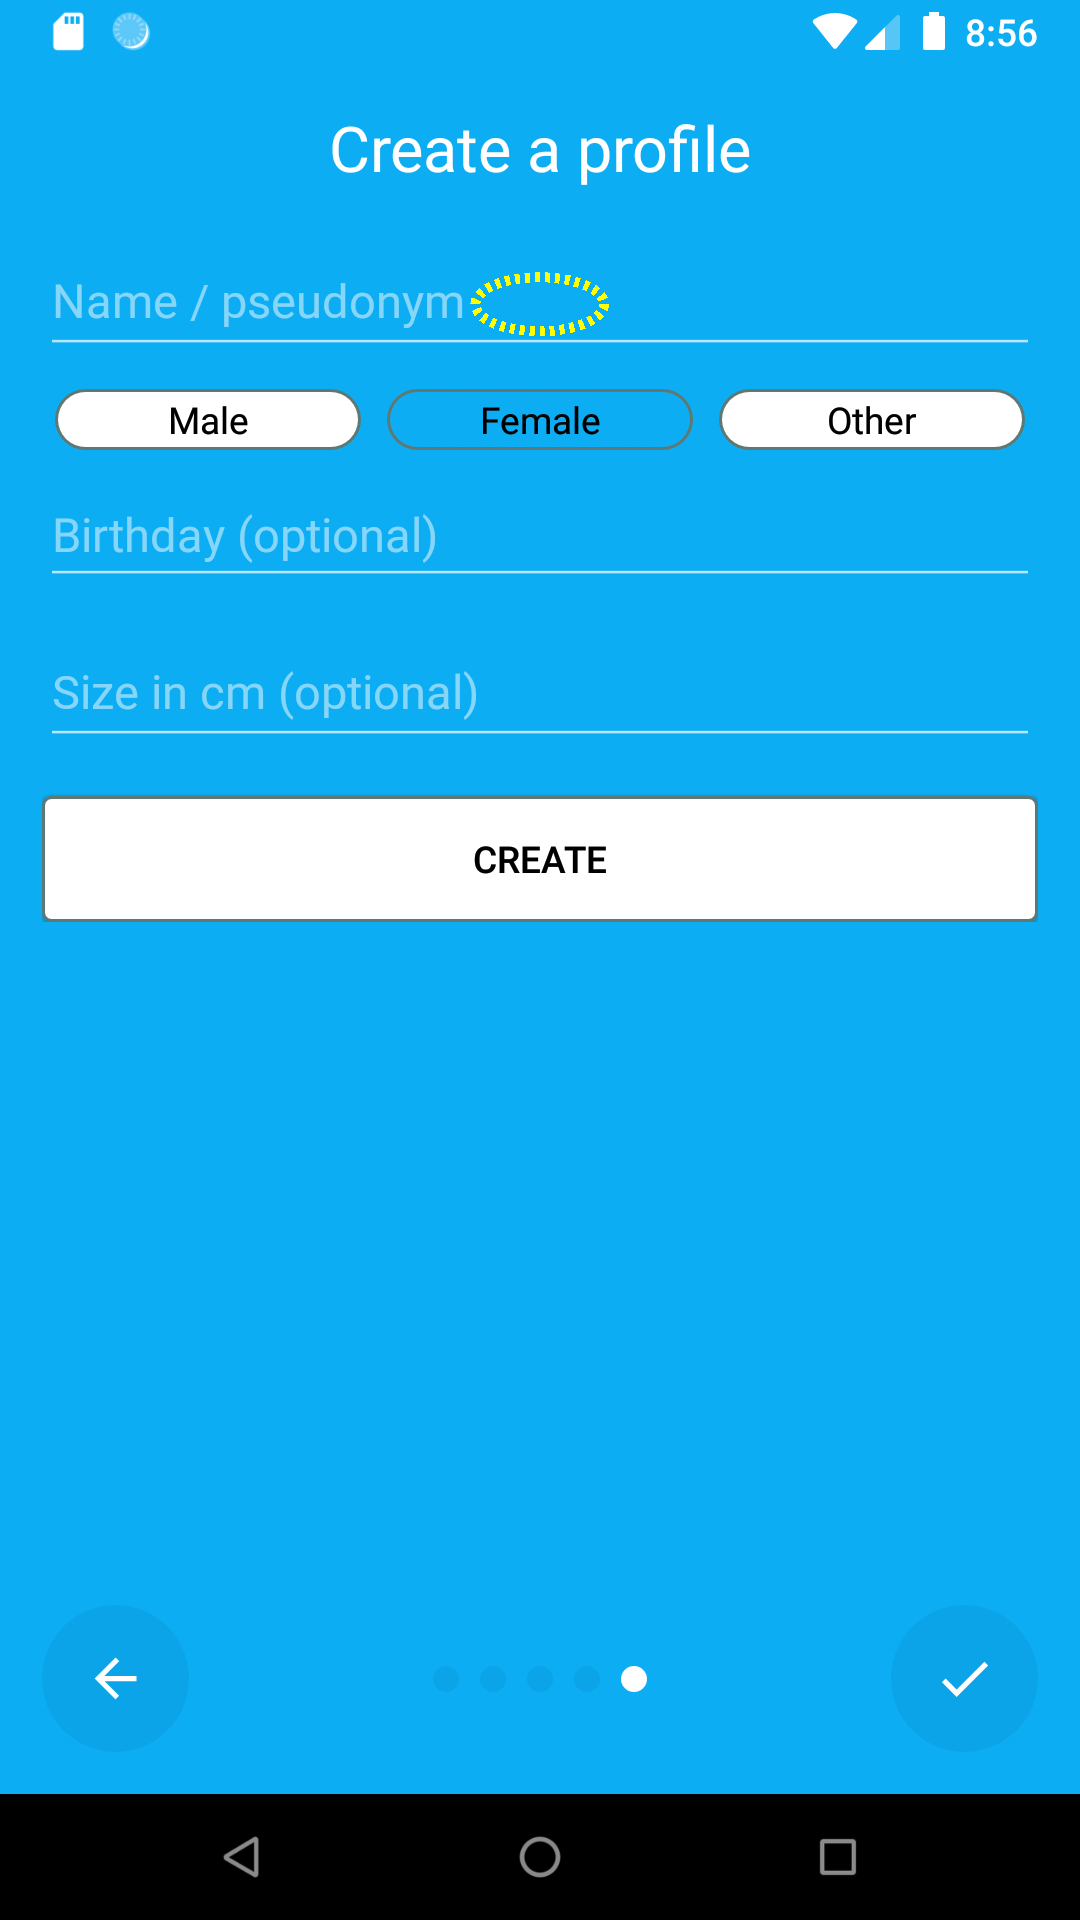 8:56
Create a profile
Name / pseudonym
Male Female Other
Birthday (optional)
Size in cm (optional)
CREATE